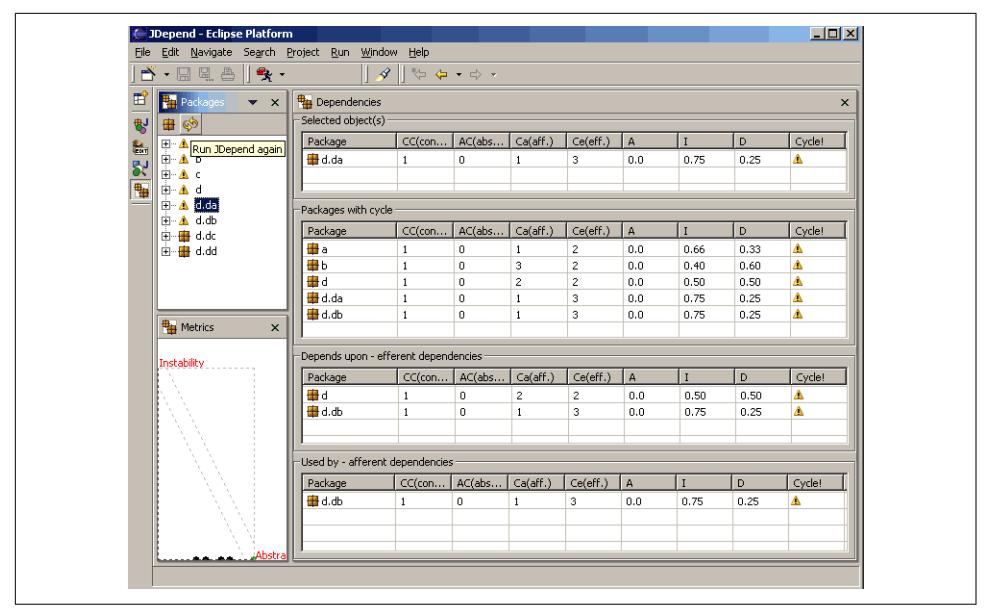 JDepend - Eclipse Platform
File Edit Navigate Search Project Run Window Help
Packages
Run JDepend again
b
c
d
d.da
d.db
d.dc
d.dd
Metrics
Instability
Abstra
Dependencies
Selected object(s)
Package CC(con... AC(abs... Ca(aff.) Ce(eff.) A I D Cycle!
d.da 1 0 1 3 0.0 0.75 0.25
Packages with cycle
Package CC(con... AC(abs... Ca(aff.) Ce(eff.) A I D Cycle!
a 1 0 1 2 0.0 0.66 0.33
b 1 0 3 2 0.0 0.40 0.60
d 1 0 2 2 0.0 0.50 0.50
d.da 1 0 1 3 0.0 0.75 0.25
d.db 1 0 1 3 0.0 0.75 0.25
Depends upon - efferent dependencies
Package CC(con... AC(abs... Ca(aff.) Ce(eff.) A I D Cycle!
d 1 0 2 2 0.0 0.50 0.50
d.db 1 0 1 3 0.0 0.75 0.25
Used by - afferent dependencies
Package CC(con... AC(abs... Ca(aff.) Ce(eff.) A I D Cycle!
d.db 1 0 1 3 0.0 0.75 0.25